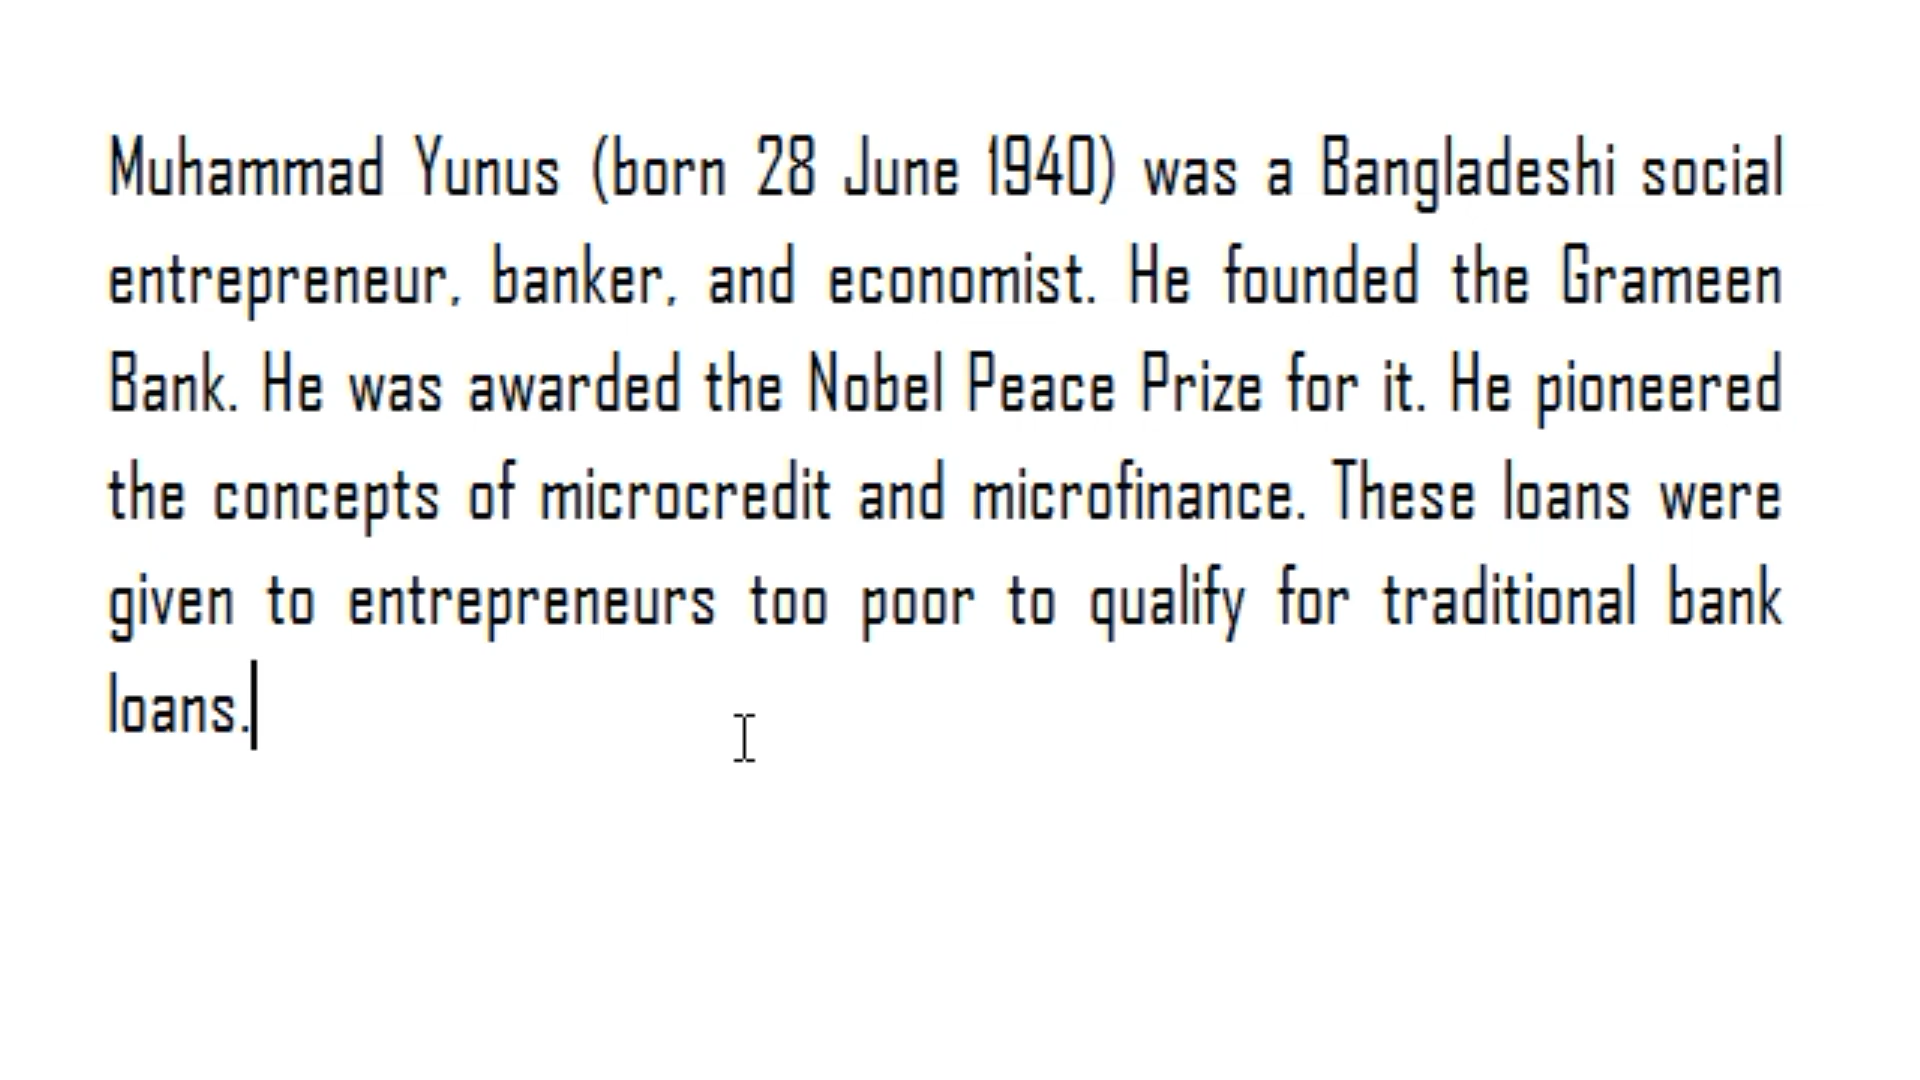 Muhammad Yunus (born 28 June 1940) was a Bangladeshi social
entrepreneur, banker, and economist. He founded the Grameen
Bank. He was awarded the Nobel Peace Prize for it. He pioneered
the concepts of microcredit and microfinance. These loans were
given to entrepreneurs too poor to qualify for traditional bank
loans.